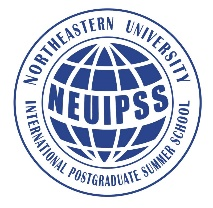 NORTHEASTERN UNIVERSITY
NEUIPSS
INTERNATIONAL POSTGRADUATE SUMMER SCHOOL